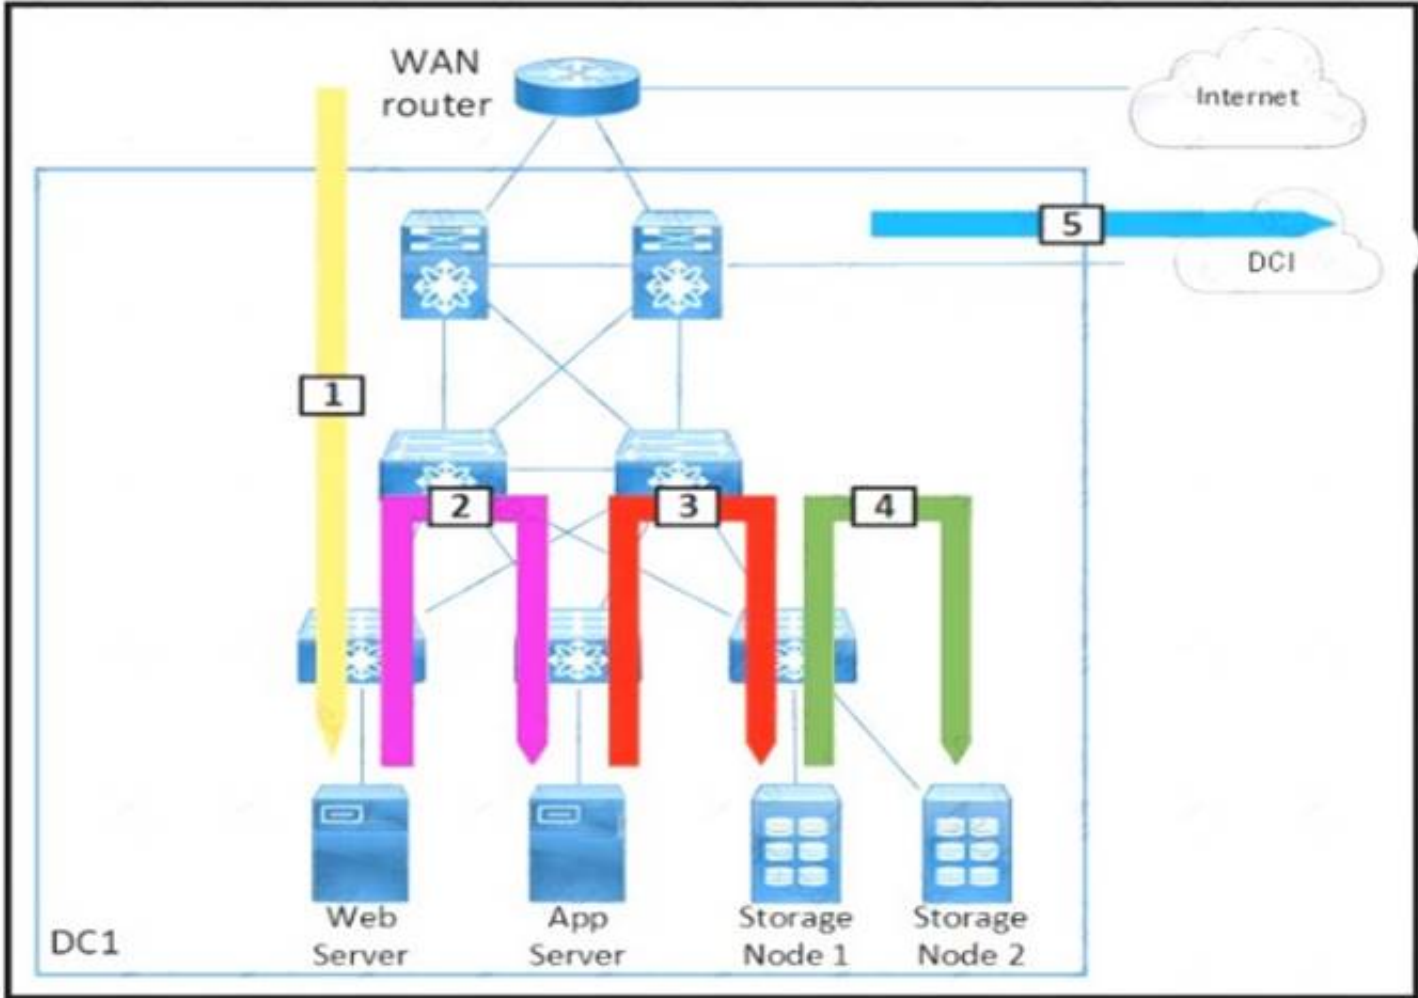 WAN
router
Internet
5
DCI
1
2
3
4
Web
Server
App
Server
Storage
Node 1
Storage
Node 2
DC1